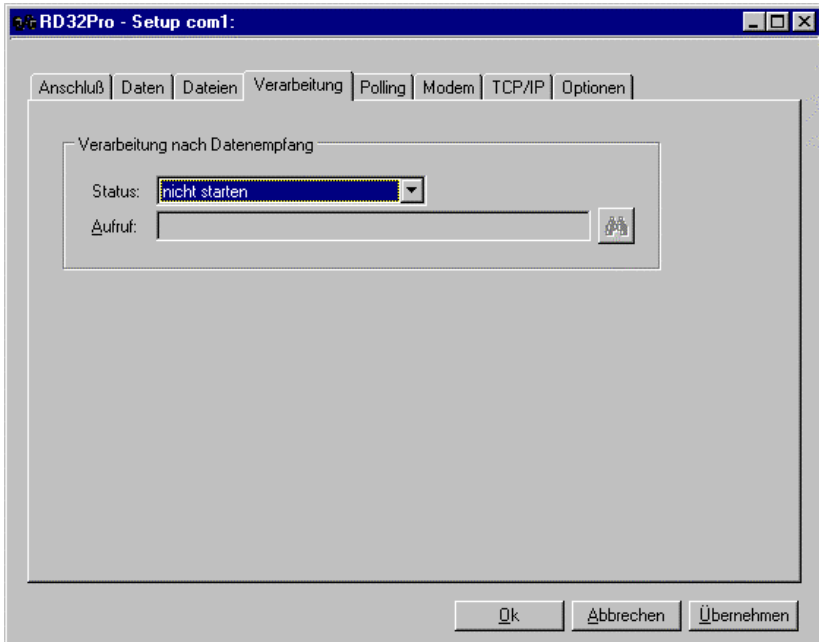 RD32Pro - Setup com1:
Anschluß Daten Dateien Verarbeitung Polling Modem TCP/IP Optionen
Verarbeitung nach Datenempfang
Status: nicht starten
Aufruf:
Ok Abbrechen Übernehmen